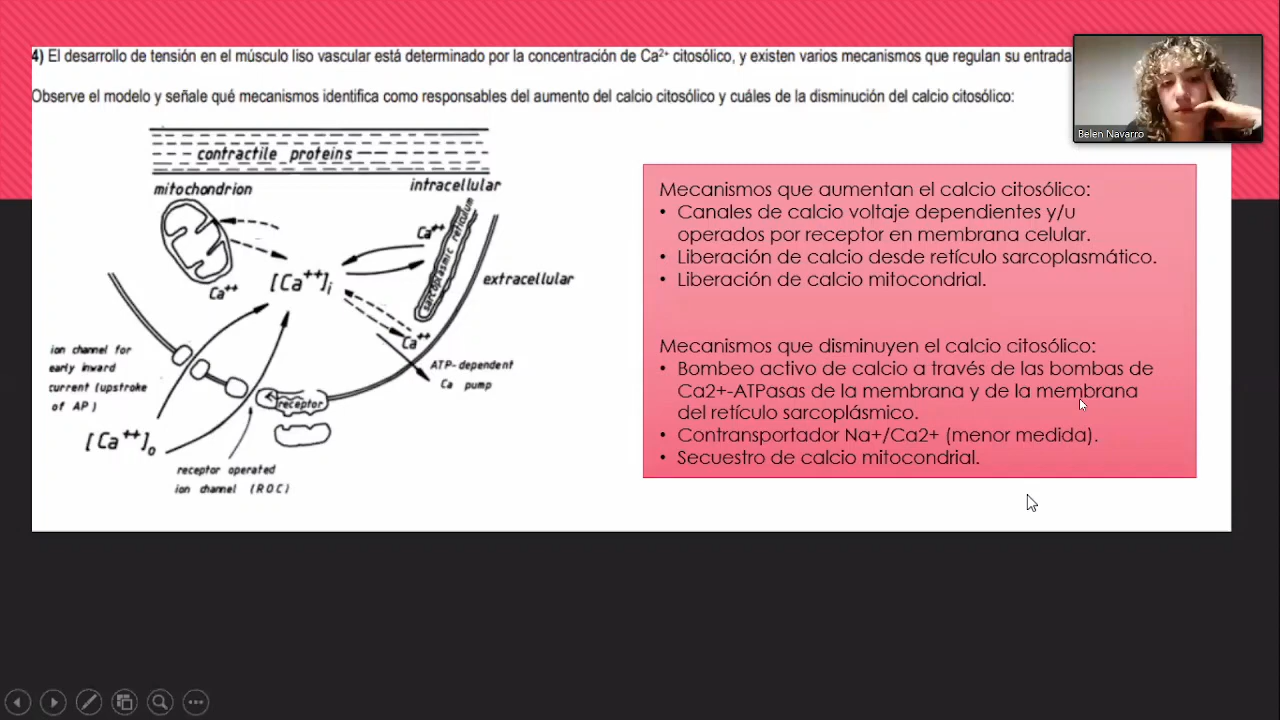 4) El desarrollo de tensión en el músculo liso vascular está determinado por la concentración de Ca²⁺ citosólico, y existen varios mecanismos que regulan su entrada
Observe el modelo y señale qué mecanismos identifica como responsables del aumento del calcio citosólico y cuáles de la disminución del calcio citosólico:
Belen Navarro
contractile proteins
mitochondrion
intracellular
Ca⁺⁺
sarcoplasmic reticulum
extracellular
[Ca⁺⁺]i
Ca⁺⁺
Ca⁺⁺
ion channel for
early inward
current (upstroke
of AP)
ATP-dependent
Ca pump
receptor
[Ca⁺⁺]o
receptor operated
ion channel (ROC)
Mecanismos que aumentan el calcio citosólico:
• Canales de calcio voltaje dependientes y/u
operados por receptor en membrana celular.
• Liberación de calcio desde retículo sarcoplasmático.
• Liberación de calcio mitocondrial.
Mecanismos que disminuyen el calcio citosólico:
• Bombeo activo de calcio a través de las bombas de
Ca2+-ATPasas de la membrana y de la membrana
del retículo sarcoplásmico.
• Contransportador Na+/Ca2+ (menor medida).
• Secuestro de calcio mitocondrial.